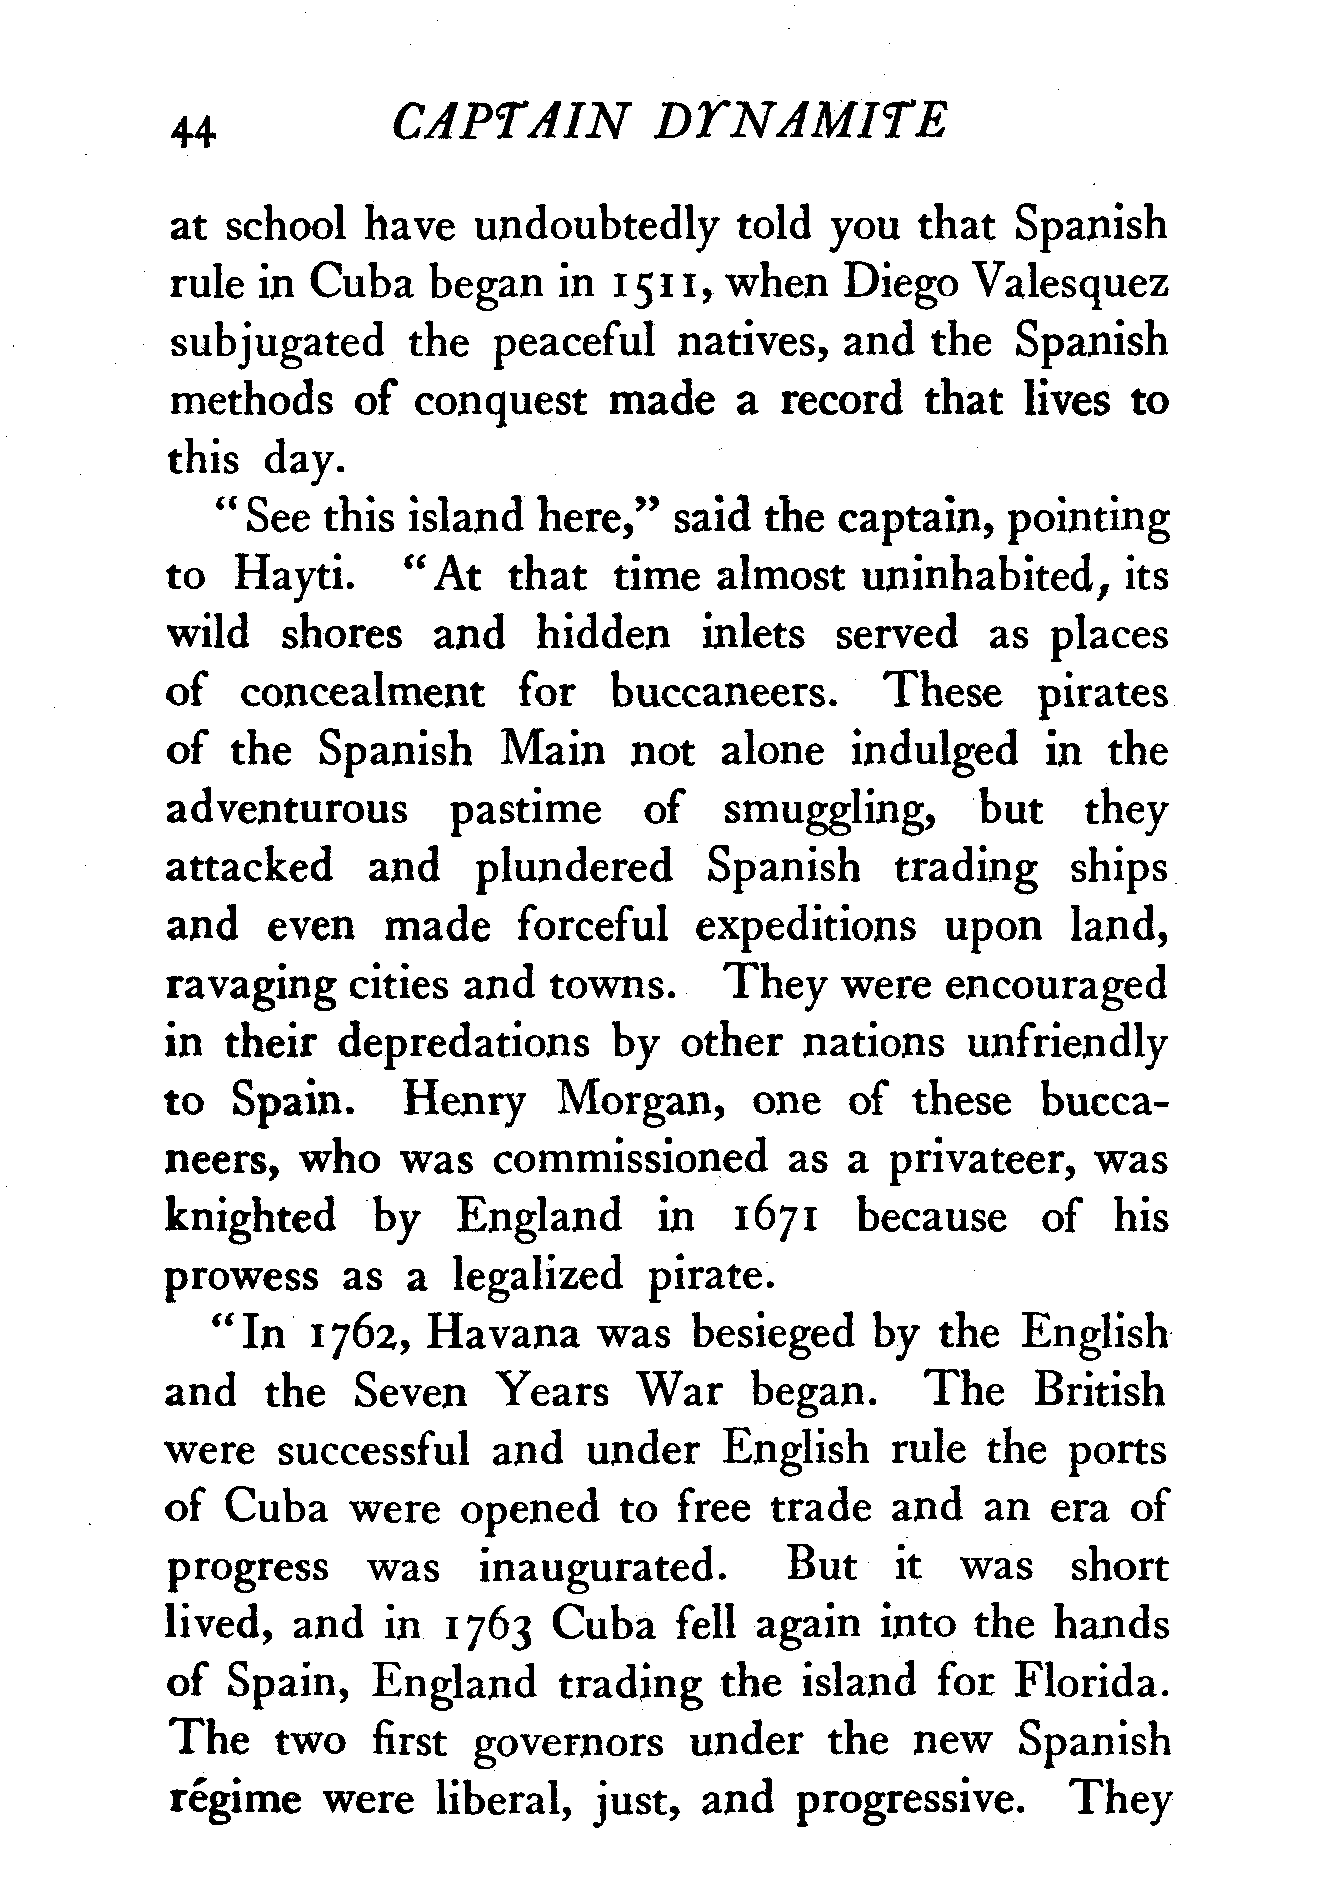 44 CAPTAIN DYNAMITE
at school have undoubtedly told you that Spanish
rule in Cuba began in 1511, when Diego Valesquez
subjugated the peaceful natives, and the Spanish
methods of conquest made a record that lives to
this day.
“See this island here,” said the captain, pointing
to Hayti. “At that time almost uninhabited, its
wild shores and hidden inlets served as places
of concealment for buccaneers. These pirates
of the Spanish Main not alone indulged in the
adventurous pastime of smuggling, but they
attacked and plundered Spanish trading ships
and even made forceful expeditions upon land,
ravaging cities and towns. They were encouraged
in their depredations by other nations unfriendly
to Spain. Henry Morgan, one of these bucca-
neers, who was commissioned as a privateer, was
knighted by England in 1671 because of his
prowess as a legalized pirate.
“In 1762, Havana was besieged by the English
and the Seven Years War began. The British
were successful and under English rule the ports
of Cuba were opened to free trade and an era of
progress was inaugurated. But it was short
lived, and in 1763 Cuba fell again into the hands
of Spain, England trading the island for Florida.
The two first governors under the new Spanish
régime were liberal, just, and progressive. They